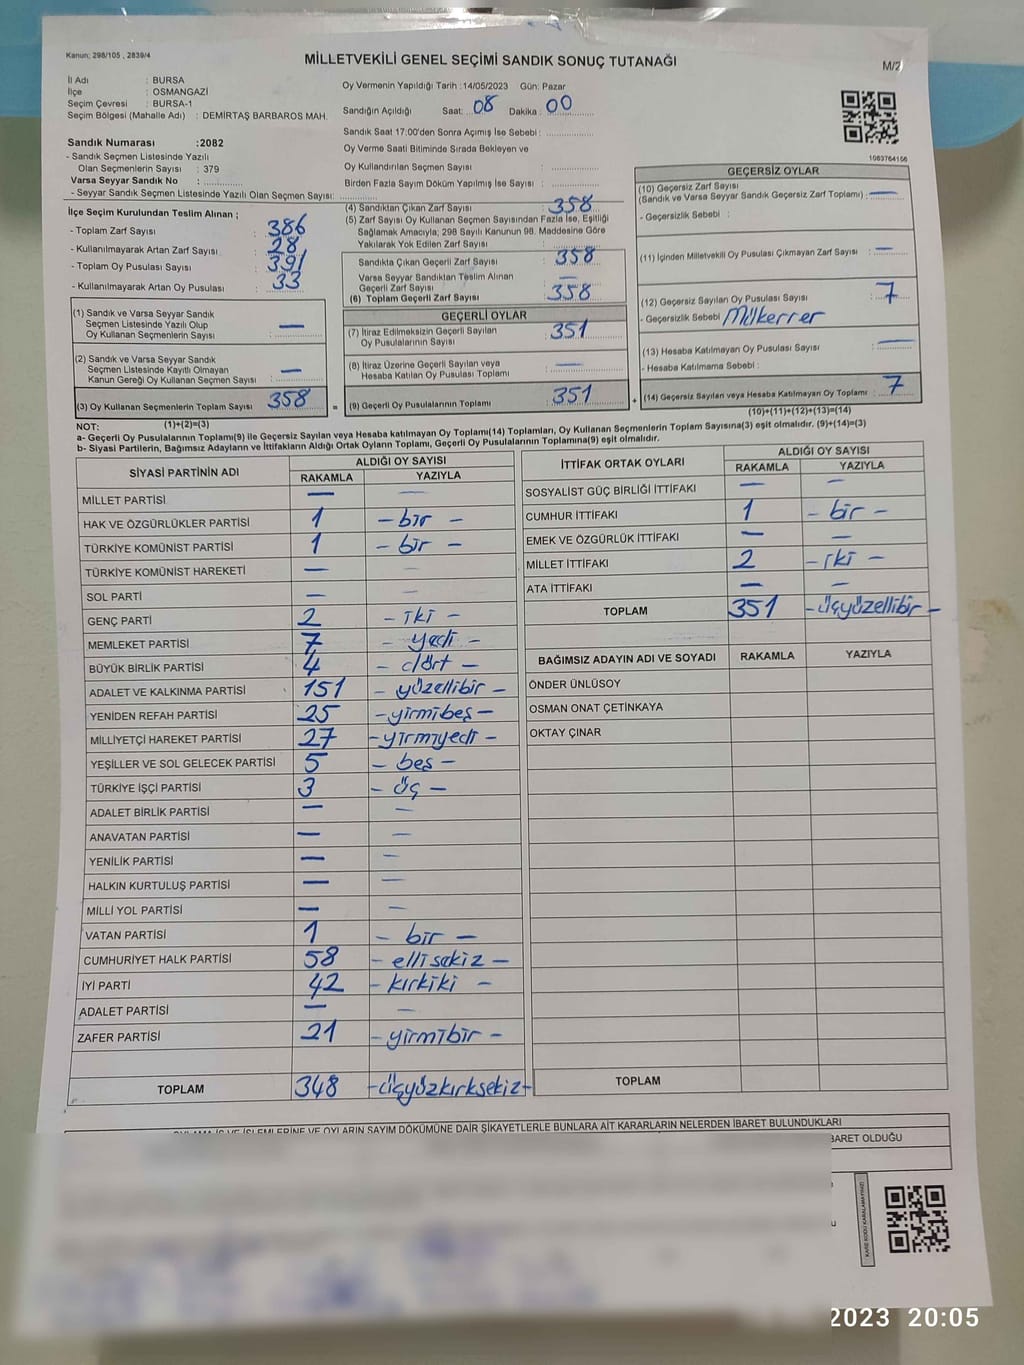 Kanun: 298/105 , 2839/4
MİLLETVEKİLİ GENEL SEÇİMİ SANDIK SONUÇ TUTANAĞI
M/2
İl Adı : BURSA
İlçe : OSMANGAZİ
Seçim Çevresi : BURSA-1
Seçim Bölgesi (Mahalle Adı) : DEMİRTAŞ BARBAROS MAH.
Oy Vermenin Yapıldığı Tarih :14/05/2023 Gün: Pazar
Sandığın Açıldığı Saat: 08 Dakika : 00
Sandık Saat 17:00'den Sonra Açımış İse Sebebi :
Oy Verme Saati Bitiminde Sırada Bekleyen ve
Oy Kullandırılan Seçmen Sayısı :
Birden Fazla Sayım Döküm Yapılmış İse Sayısı :
Sandık Numarası :2082
- Sandık Seçmen Listesinde Yazılı
Olan Seçmenlerin Sayısı : 379
Varsa Seyyar Sandık No :
- Seyyar Sandık Seçmen Listesinde Yazılı Olan Seçmen Sayısı:
İlçe Seçim Kurulundan Teslim Alınan ;
- Toplam Zarf Sayısı : 386
- Kullanılmayarak Artan Zarf Sayısı : 28
- Toplam Oy Pusulası Sayısı : 391
- Kullanılmayarak Artan Oy Pusulası : 33
(1) Sandık ve Varsa Seyyar Sandık
Seçmen Listesinde Yazılı Olup
Oy Kullanan Seçmenlerin Sayısı : —
(2) Sandık ve Varsa Seyyar Sandık
Seçmen Listesinde Kayıtlı Olmayan
Kanun Gereği Oy Kullanan Seçmen Sayısı : —
(3) Oy Kullanan Seçmenlerin Toplam Sayısı 358
(1)+(2)=(3)
(4) Sandıktan Çıkan Zarf Sayısı : 358
(5) Zarf Sayısı Oy Kullanan Seçmen Sayısından Fazla İse, Eşitliği
Sağlamak Amacıyla; 298 Sayılı Kanunun 98. Maddesine Göre
Yakılarak Yok Edilen Zarf Sayısı :
Sandıkta Çıkan Geçerli Zarf Sayısı : 358
Varsa Seyyar Sandıktan Teslim Alınan
Geçerli Zarf Sayısı : —
(6) Toplam Geçerli Zarf Sayısı : 358
GEÇERLİ OYLAR
(7) İtiraz Edilmeksizin Geçerli Sayılan
Oy Pusulalarının Sayısı : 351
(8) İtiraz Üzerine Geçerli Sayılan veya
Hesaba Katılan Oy Pusulası Toplamı : —
= (9) Geçerli Oy Pusulalarının Toplamı : 351
1083764156
GEÇERSİZ OYLAR
(10) Geçersiz Zarf Sayısı
(Sandık ve Varsa Seyyar Sandık Geçersiz Zarf Toplamı) : —
- Geçersizlik Sebebi :
(11) İçinden Milletvekili Oy Pusulası Çıkmayan Zarf Sayısı : —
(12) Geçersiz Sayılan Oy Pusulası Sayısı : 7
- Geçersizlik Sebebi Mükerrer
(13) Hesaba Katılmayan Oy Pusulası Sayısı : —
- Hesaba Katılmama Sebebi :
+ (14) Geçersiz Sayılan veya Hesaba Katılmayan Oy Toplamı : 7
(10)+(11)+(12)+(13)=(14)
NOT:
a- Geçerli Oy Pusulalarının Toplamı(9) ile Geçersiz Sayılan veya Hesaba katılmayan Oy Toplamı(14) Toplamları, Oy Kullanan Seçmenlerin Toplam Sayısına(3) eşit olmalıdır. (9)+(14)=(3)
b- Siyasi Partilerin, Bağımsız Adayların ve İttifakların Aldığı Ortak Oyların Toplamı, Geçerli Oy Pusulalarının Toplamına(9) eşit olmalıdır.
SİYASİ PARTİNİN ADI ALDIĞI OY SAYISI
RAKAMLA YAZIYLA
MİLLET PARTİSİ — —
HAK VE ÖZGÜRLÜKLER PARTİSİ 1 - bir -
TÜRKİYE KOMÜNİST PARTİSİ 1 - bir -
TÜRKİYE KOMÜNİST HAREKETİ — —
SOL PARTİ — —
GENÇ PARTİ 2 - iki -
MEMLEKET PARTİSİ 7 - yedi -
BÜYÜK BİRLİK PARTİSİ 4 - dört -
ADALET VE KALKINMA PARTİSİ 151 - yüzellibir -
YENİDEN REFAH PARTİSİ 25 - yirmibeş -
MİLLİYETÇİ HAREKET PARTİSİ 27 - yirmiyedi -
YEŞİLLER VE SOL GELECEK PARTİSİ 5 - beş -
TÜRKİYE İŞÇİ PARTİSİ 3 - üç -
ADALET BİRLİK PARTİSİ — —
ANAVATAN PARTİSİ — —
YENİLİK PARTİSİ — —
HALKIN KURTULUŞ PARTİSİ — —
MİLLİ YOL PARTİSİ — —
VATAN PARTİSİ 1 - bir -
CUMHURİYET HALK PARTİSİ 58 - ellisekiz -
İYİ PARTİ 42 - kırkiki -
ADALET PARTİSİ — —
ZAFER PARTİSİ 21 - yirmibir -
TOPLAM 348 - üçyüzkırksekiz -
İTTİFAK ORTAK OYLARI ALDIĞI OY SAYISI
RAKAMLA YAZIYLA
SOSYALİST GÜÇ BİRLİĞİ İTTİFAKI — —
CUMHUR İTTİFAKI 1 - bir -
EMEK VE ÖZGÜRLÜK İTTİFAKI — —
MİLLET İTTİFAKI 2 - iki -
ATA İTTİFAKI — —
TOPLAM 351 - üçyüzellibir -
BAĞIMSIZ ADAYIN ADI VE SOYADI RAKAMLA YAZIYLA
ÖNDER ÜNLÜSOY
OSMAN ONAT ÇETİNKAYA
OKTAY ÇINAR
TOPLAM
OYLAMA İŞ VE İŞLEMLERİNE VE OYLARIN SAYIM DÖKÜMÜNE DAİR ŞİKAYETLERLE BUNLARA AİT KARARLARIN NELERDEN İBARET BULUNDUKLARI
BARET OLDUĞU
KARE KODU KARALAMAYINIZ!
2023 20:05